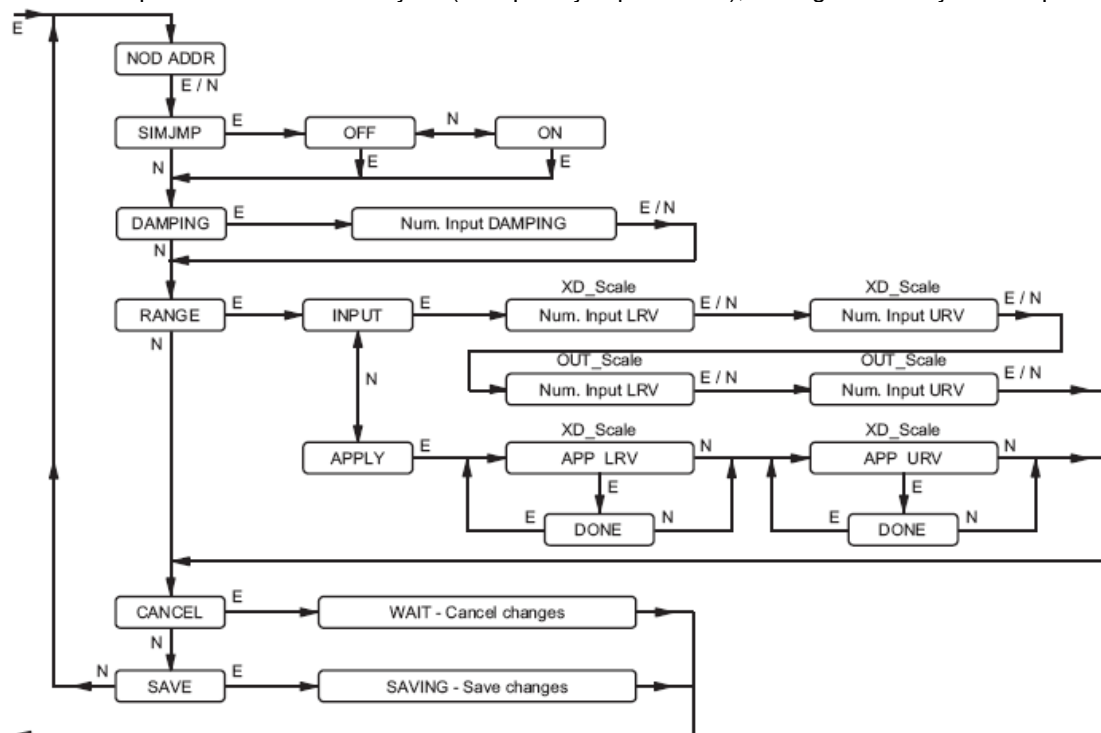 E
NOD ADDR
E / N
SIMJMP E OFF N ON
N E E
DAMPING E Num. Input DAMPING E / N
N
XD_Scale XD_Scale
RANGE E INPUT E Num. Input LRV E / N Num. Input URV E / N
N
OUT_Scale OUT_Scale
N Num. Input LRV E / N Num. Input URV E / N
XD_Scale XD_Scale
APPLY E APP LRV N APP URV N
E E
E DONE N E DONE N
CANCEL E WAIT - Cancel changes
N
N SAVE E SAVING - Save changes